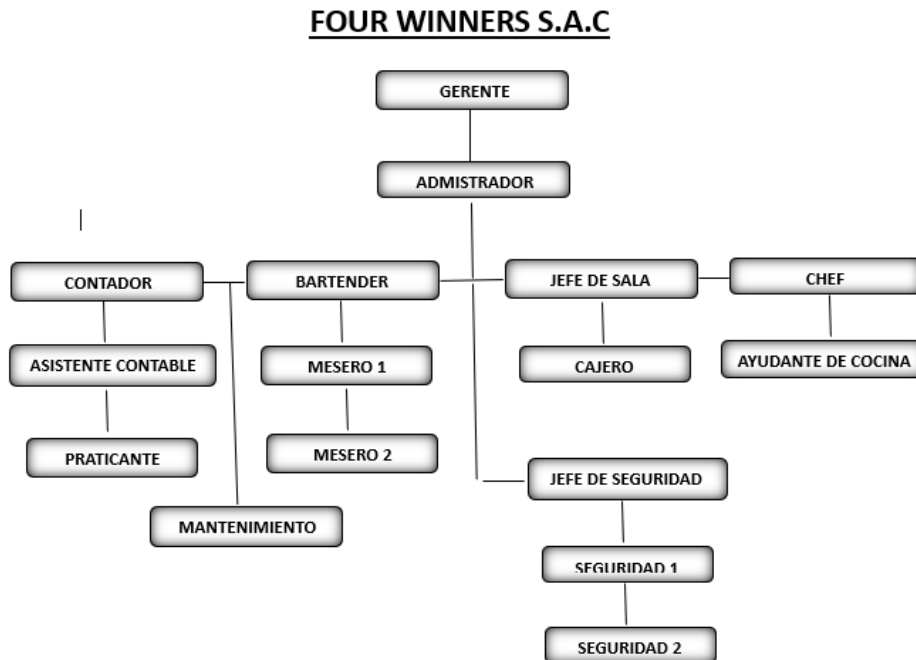 FOUR WINNERS S.A.C
GERENTE
ADMISTRADOR
CONTADOR
BARTENDER
JEFE DE SALA
CHEF
ASISTENTE CONTABLE
MESERO 1
CAJERO
AYUDANTE DE COCINA
PRATICANTE
MESERO 2
JEFE DE SEGURIDAD
MANTENIMIENTO
SEGURIDAD 1
SEGURIDAD 2